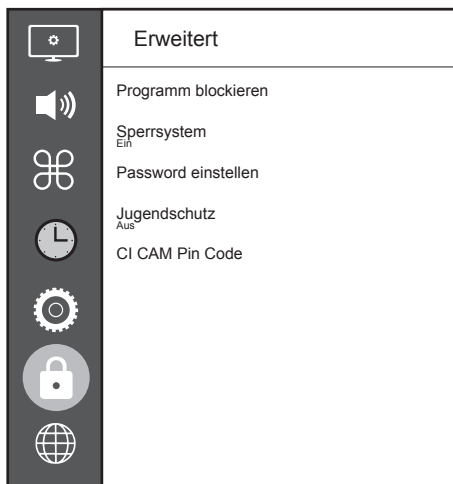 Erweitert
Programm blockieren
Sperrsystem
Ein
Password einstellen
Jugendschutz
Aus
CI CAM Pin Code